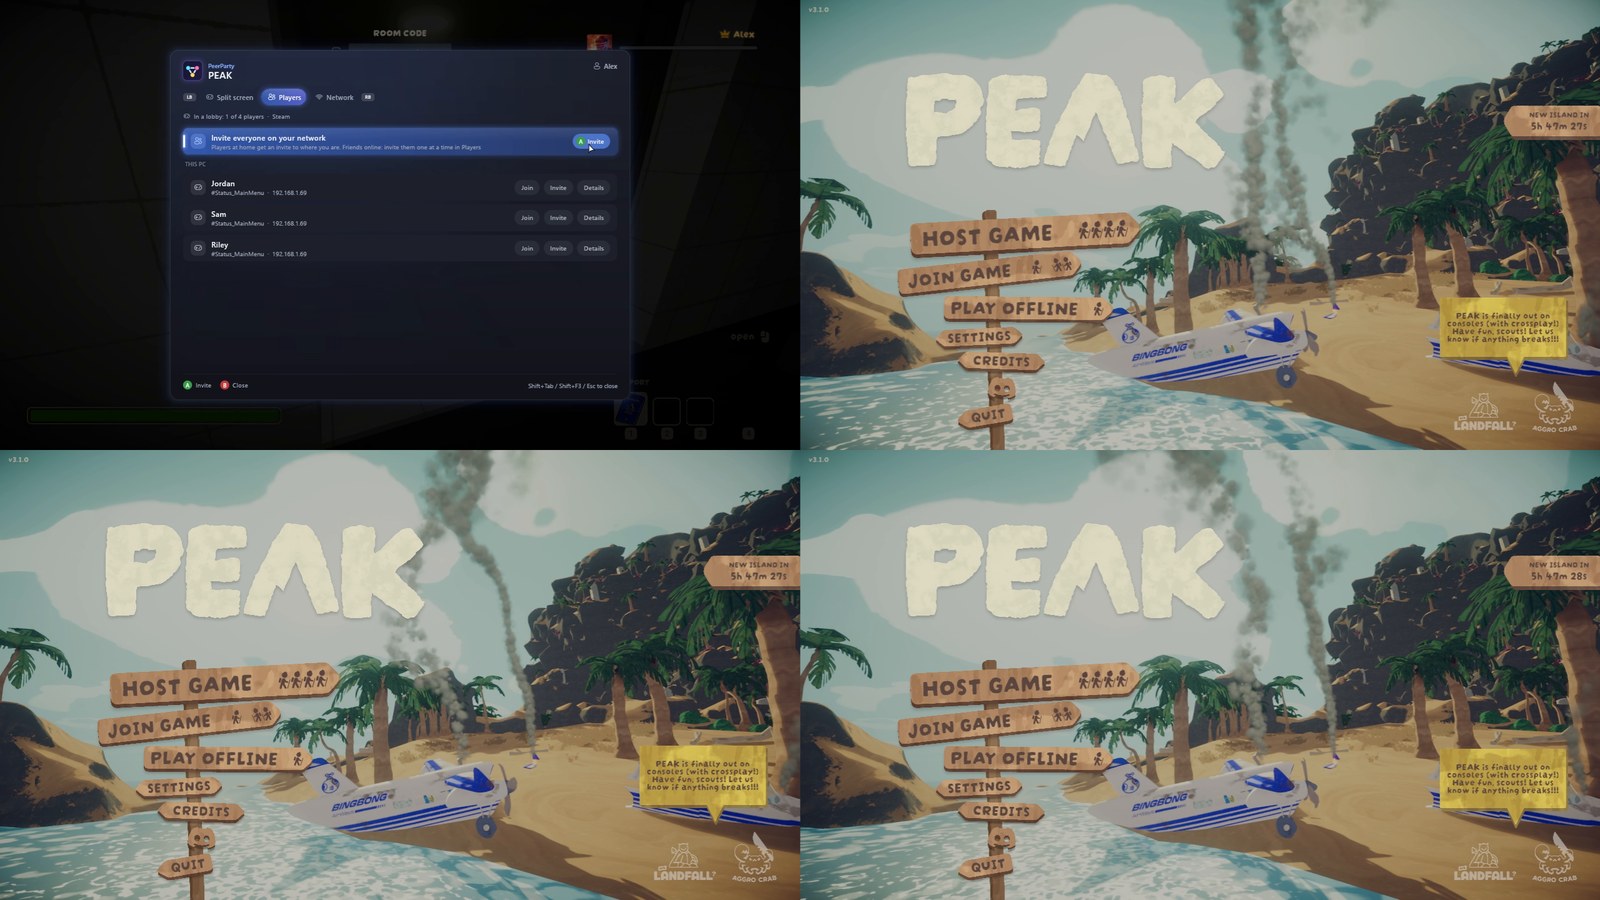 ROOM CODE
Alex
PeerParty
PEAK
Alex
LB
Split screen
Players
Network
RB
In a lobby: 1 of 4 players · Steam
Invite everyone on your network
Players at home get an invite to where you are. Friends online: invite them one at a time in Players
A Invite
THIS PC
Jordan
#Status_MainMenu · 192.168.1.69
Join Invite Details
Sam
#Status_MainMenu · 192.168.1.69
Join Invite Details
Riley
#Status_MainMenu · 192.168.1.69
Join Invite Details
open
A Invite B Close
Shift+Tab / Shift+F3 / Esc to close
1 2 3
v3.1.0
PEAK
NEW ISLAND IN
5h 47m 27s
HOST GAME
JOIN GAME
PLAY OFFLINE
SETTINGS
CREDITS
QUIT
BINGBONG
PEAK is finally out on
consoles (with crossplay!)
Have fun, scouts! Let us
know if anything breaks!!!
LANDFALL
AGGRO CRAB
v3.1.0
PEAK
NEW ISLAND IN
5h 47m 27s
HOST GAME
JOIN GAME
PLAY OFFLINE
SETTINGS
CREDITS
QUIT
BINGBONG
PEAK is finally out on
consoles (with crossplay!)
Have fun, scouts! Let us
know if anything breaks!!!
LANDFALL
AGGRO CRAB
v3.1.0
PEAK
NEW ISLAND IN
5h 47m 28s
HOST GAME
JOIN GAME
PLAY OFFLINE
SETTINGS
CREDITS
QUIT
BINGBONG
PEAK is finally out on
consoles (with crossplay!)
Have fun, scouts! Let us
know if anything breaks!!!
LANDFALL
AGGRO CRAB